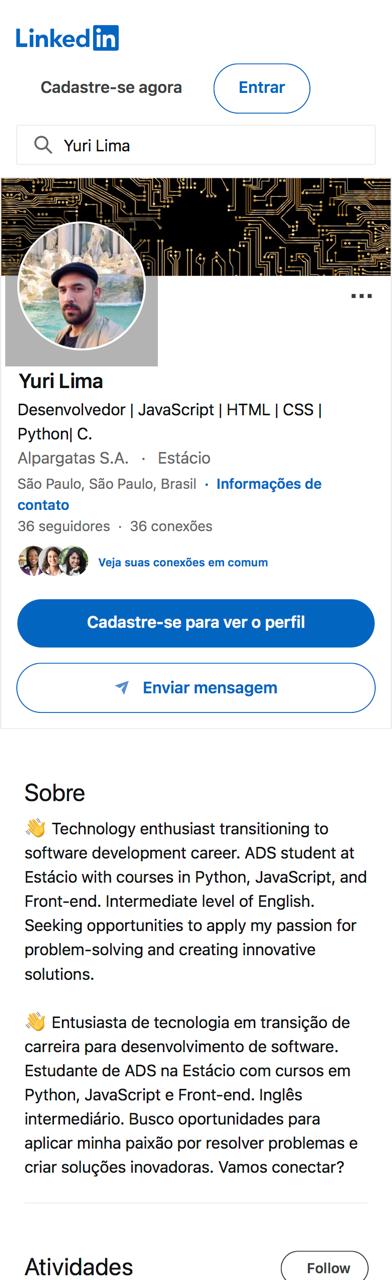 Linked in
Cadastre-se agora
Entrar
Yuri Lima
Yuri Lima
Desenvolvedor | JavaScript | HTML | CSS |
Python| C.
Alpargatas S.A. · Estácio
São Paulo, São Paulo, Brasil · Informações de
contato
36 seguidores · 36 conexões
Veja suas conexões em comum
Cadastre-se para ver o perfil
Enviar mensagem
Sobre
👋 Technology enthusiast transitioning to
software development career. ADS student at
Estácio with courses in Python, JavaScript, and
Front-end. Intermediate level of English.
Seeking opportunities to apply my passion for
problem-solving and creating innovative
solutions.
👋 Entusiasta de tecnologia em transição de
carreira para desenvolvimento de software.
Estudante de ADS na Estácio com cursos em
Python, JavaScript e Front-end. Inglês
intermediário. Busco oportunidades para
aplicar minha paixão por resolver problemas e
criar soluções inovadoras. Vamos conectar?
Atividades
Follow